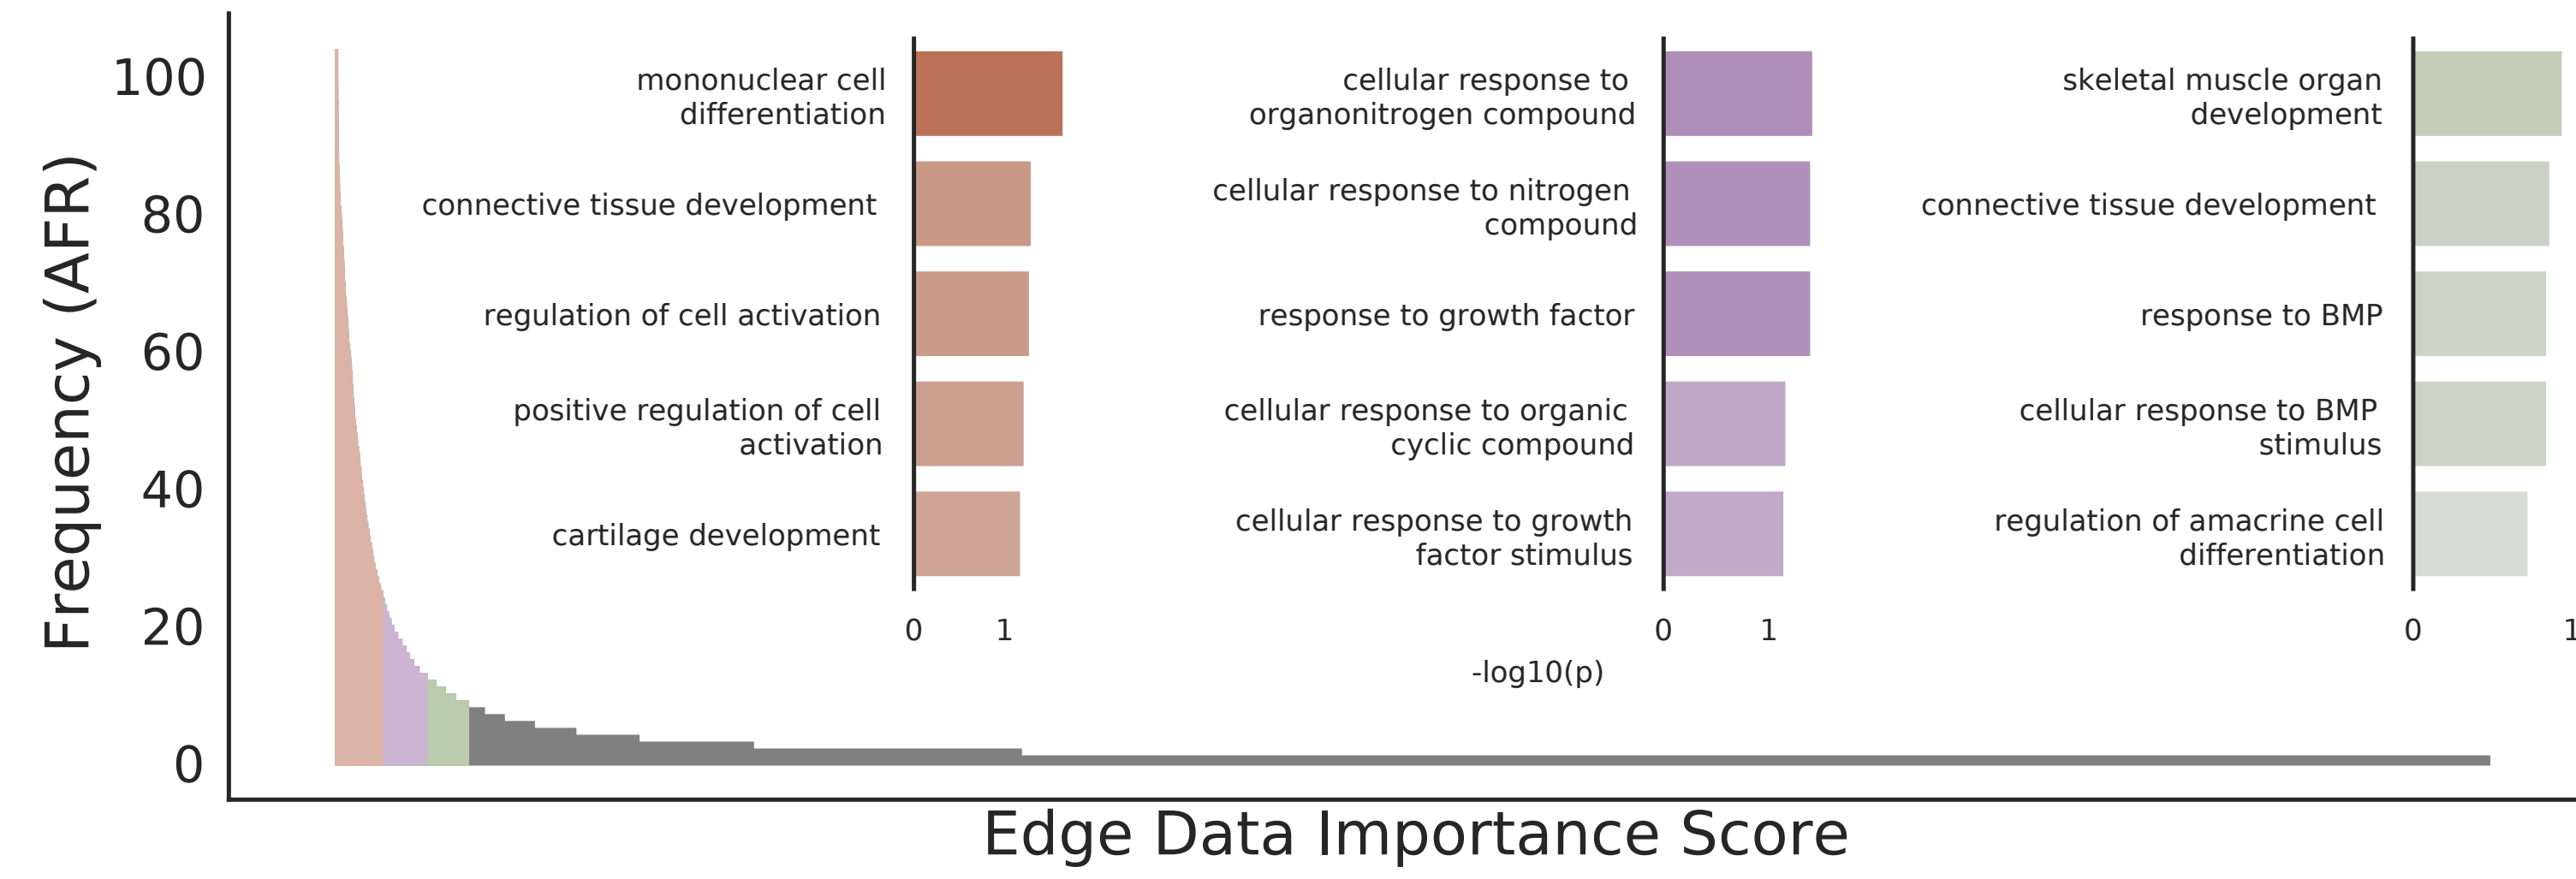 Frequency (AFR)
100
80
60
40
20
0
mononuclear cell
differentiation
connective tissue development
regulation of cell activation
positive regulation of cell
activation
cartilage development
0 1
cellular response to
organonitrogen compound
cellular response to nitrogen
compound
response to growth factor
cellular response to organic
cyclic compound
cellular response to growth
factor stimulus
0 1
-log10(p)
skeletal muscle organ
development
connective tissue development
response to BMP
cellular response to BMP
stimulus
regulation of amacrine cell
differentiation
0 1
Edge Data Importance Score